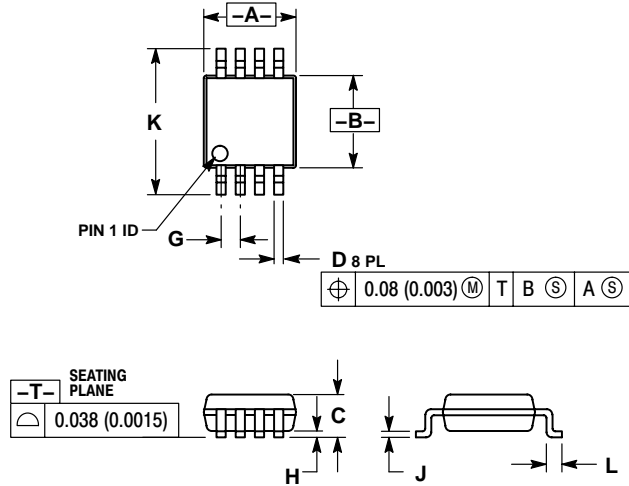 –A–
K
–B–
PIN 1 ID
G
D 8 PL
⌖ 0.08 (0.003) Ⓜ T B Ⓢ A Ⓢ
–T– SEATING PLANE
⌓ 0.038 (0.0015)
C
H
J
L